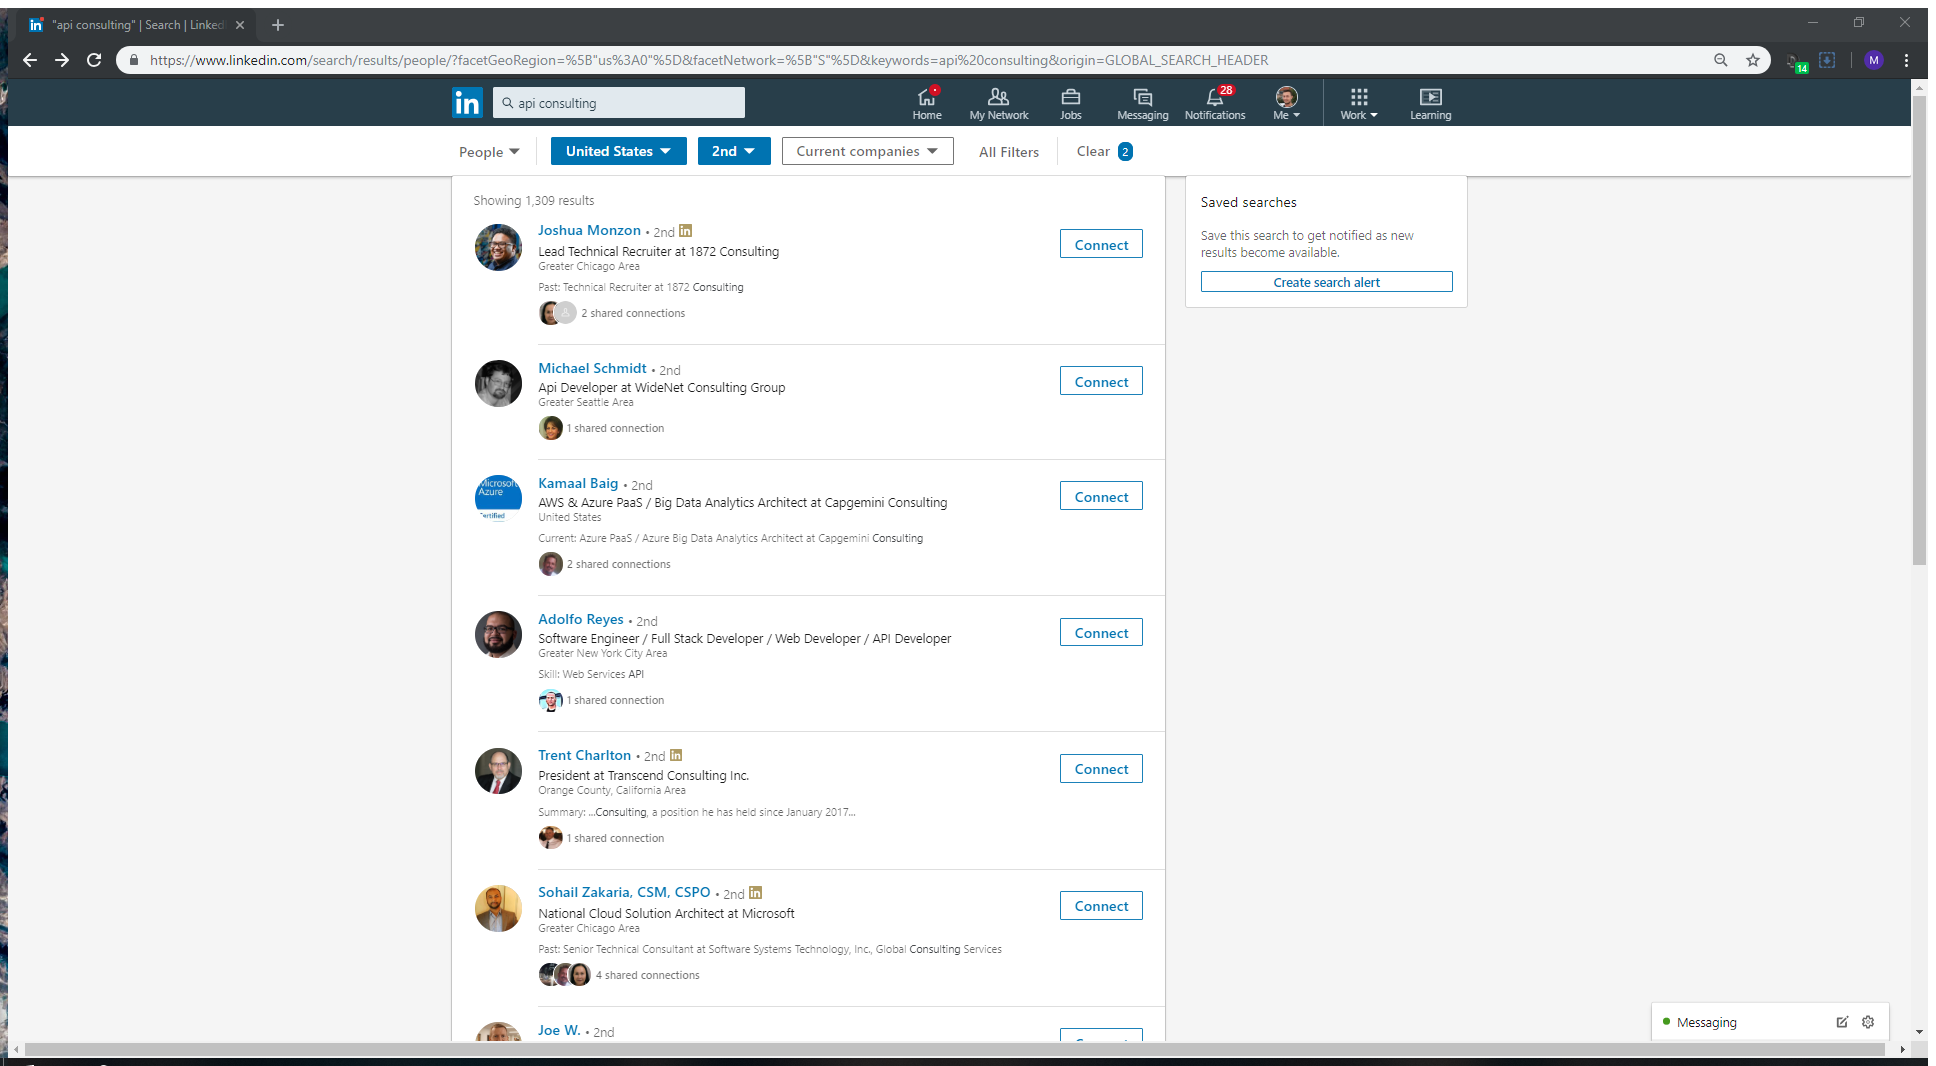 "api consulting" | Search | Linked
https://www.linkedin.com/search/results/people/?facetGeoRegion=%5B"us%3A0"%5D&facetNetwork=%5B"S"%5D&keywords=api%20consulting&origin=GLOBAL_SEARCH_HEADER
14
M
in
api consulting
28
Home
My Network
Jobs
Messaging
Notifications
Me
Work
Learning
People
United States
2nd
Current companies
All Filters
Clear 2
Showing 1,309 results
Joshua Monzon • 2nd in
Lead Technical Recruiter at 1872 Consulting
Greater Chicago Area
Past: Technical Recruiter at 1872 Consulting
2 shared connections
Connect
Michael Schmidt • 2nd
Api Developer at WideNet Consulting Group
Greater Seattle Area
1 shared connection
Connect
Microsoft
Azure
Certified
Kamaal Baig • 2nd
AWS & Azure PaaS / Big Data Analytics Architect at Capgemini Consulting
United States
Current: Azure PaaS / Azure Big Data Analytics Architect at Capgemini Consulting
2 shared connections
Connect
Adolfo Reyes • 2nd
Software Engineer / Full Stack Developer / Web Developer / API Developer
Greater New York City Area
Skill: Web Services API
1 shared connection
Connect
Trent Charlton • 2nd in
President at Transcend Consulting Inc.
Orange County, California Area
Summary: ...Consulting, a position he has held since January 2017...
1 shared connection
Connect
Sohail Zakaria, CSM, CSPO • 2nd in
National Cloud Solution Architect at Microsoft
Greater Chicago Area
Past: Senior Technical Consultant at Software Systems Technology, Inc., Global Consulting Services
4 shared connections
Connect
Joe W. • 2nd
Saved searches
Save this search to get notified as new
results become available.
Create search alert
Messaging